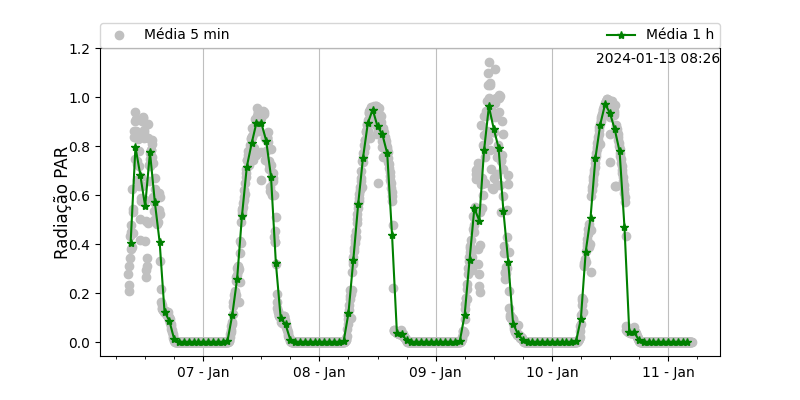 Média 5 min
Média 1 h
2024-01-13 08:26
Radiação PAR
1.2
1.0
0.8
0.6
0.4
0.2
0.0
07 - Jan
08 - Jan
09 - Jan
10 - Jan
11 - Jan